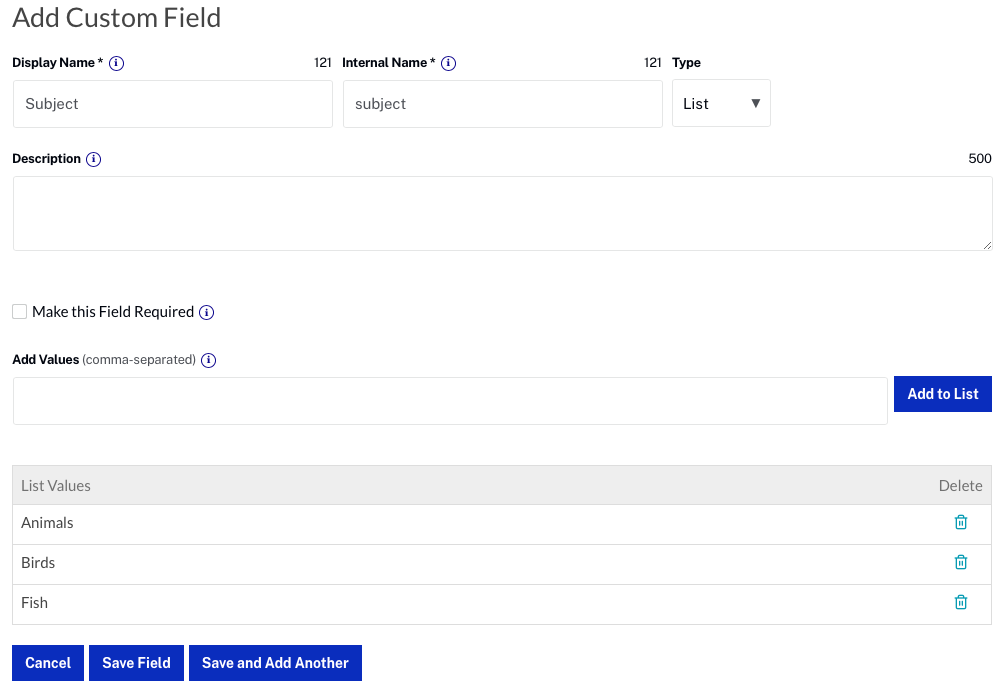 Add Custom Field
Display Name * 121 Internal Name * 121 Type
Subject subject List
Description 500
Make this Field Required
Add Values (comma-separated)
Add to List
List Values Delete
Animals
Birds
Fish
Cancel Save Field Save and Add Another